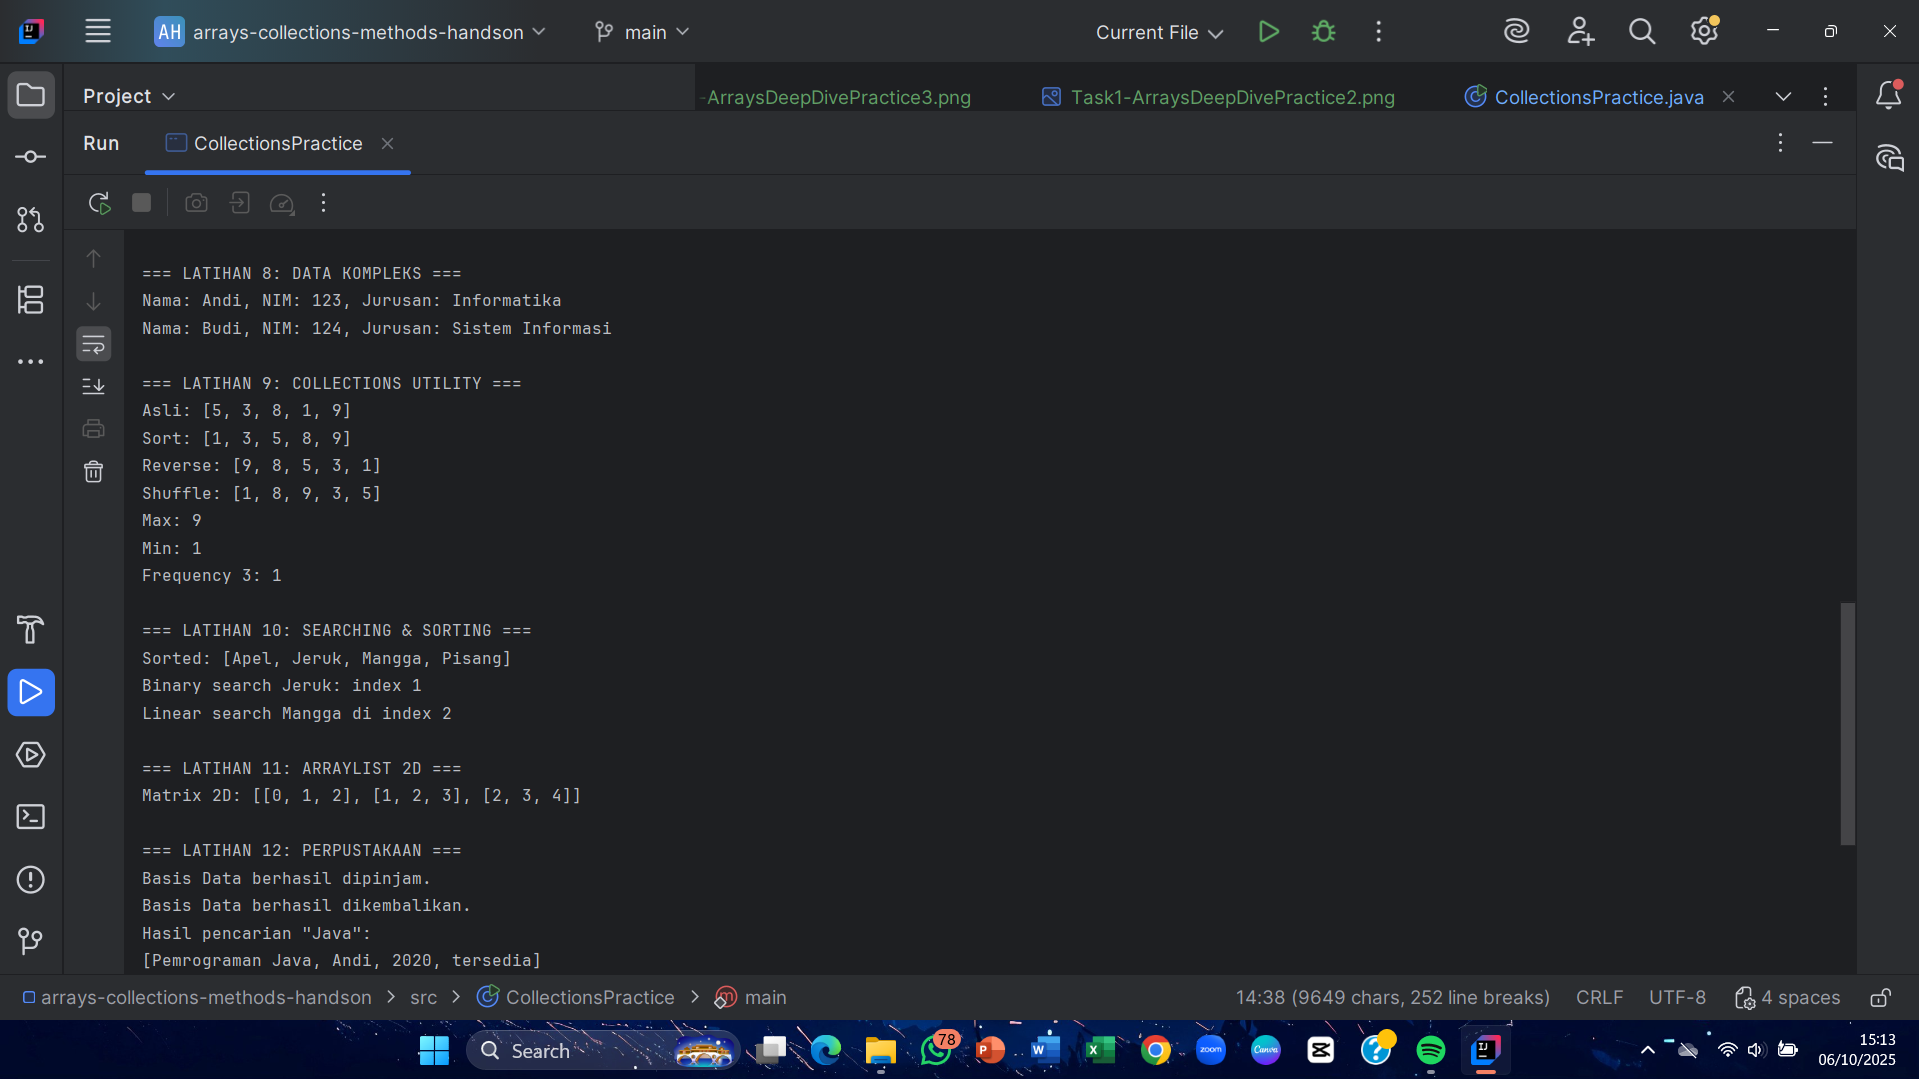 AH arrays-collections-methods-handson main Current File
Project
-ArraysDeepDivePractice3.png Task1-ArraysDeepDivePractice2.png CollectionsPractice.java
Run CollectionsPractice
=== LATIHAN 8: DATA KOMPLEKS ===
Nama: Andi, NIM: 123, Jurusan: Informatika
Nama: Budi, NIM: 124, Jurusan: Sistem Informasi
=== LATIHAN 9: COLLECTIONS UTILITY ===
Asli: [5, 3, 8, 1, 9]
Sort: [1, 3, 5, 8, 9]
Reverse: [9, 8, 5, 3, 1]
Shuffle: [1, 8, 9, 3, 5]
Max: 9
Min: 1
Frequency 3: 1
=== LATIHAN 10: SEARCHING & SORTING ===
Sorted: [Apel, Jeruk, Mangga, Pisang]
Binary search Jeruk: index 1
Linear search Mangga di index 2
=== LATIHAN 11: ARRAYLIST 2D ===
Matrix 2D: [[0, 1, 2], [1, 2, 3], [2, 3, 4]]
=== LATIHAN 12: PERPUSTAKAAN ===
Basis Data berhasil dipinjam.
Basis Data berhasil dikembalikan.
Hasil pencarian "Java":
[Pemrograman Java, Andi, 2020, tersedia]
arrays-collections-methods-handson > src > CollectionsPractice > main 14:38 (9649 chars, 252 line breaks) CRLF UTF-8 4 spaces
Search 78 zoom Canva 15:13
06/10/2025